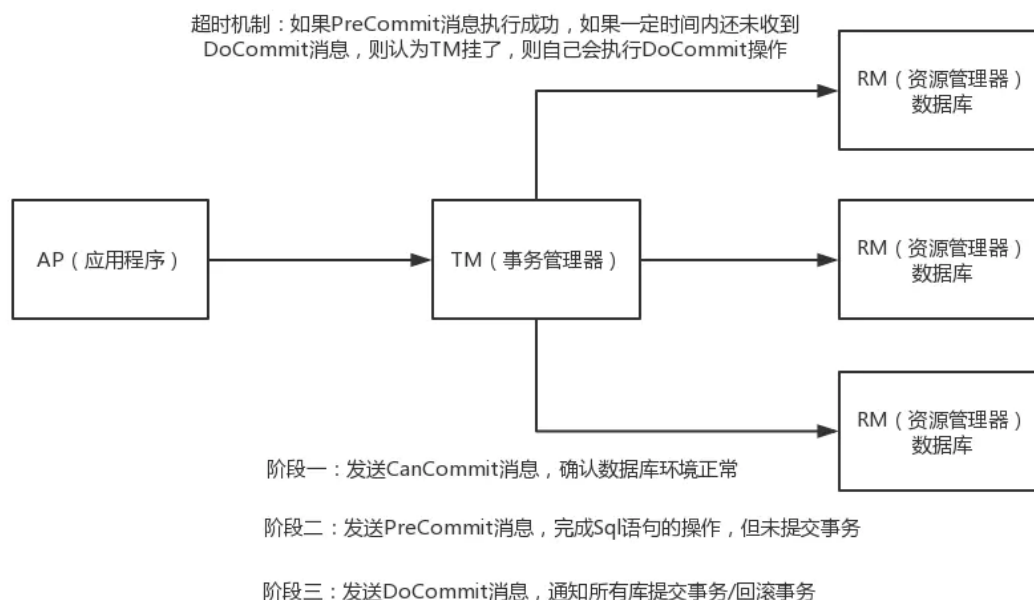 超时机制：如果PreCommit消息执行成功，如果一定时间内还未收到
DoCommit消息，则认为TM挂了，则自己会执行DoCommit操作
RM（资源管理器）
数据库
AP（应用程序）
TM（事务管理器）
RM（资源管理器）
数据库
RM（资源管理器）
数据库
阶段一：发送CanCommit消息，确认数据库环境正常
阶段二：发送PreCommit消息，完成Sql语句的操作，但未提交事务
阶段三：发送DoCommit消息，通知所有库提交事务/回滚事务